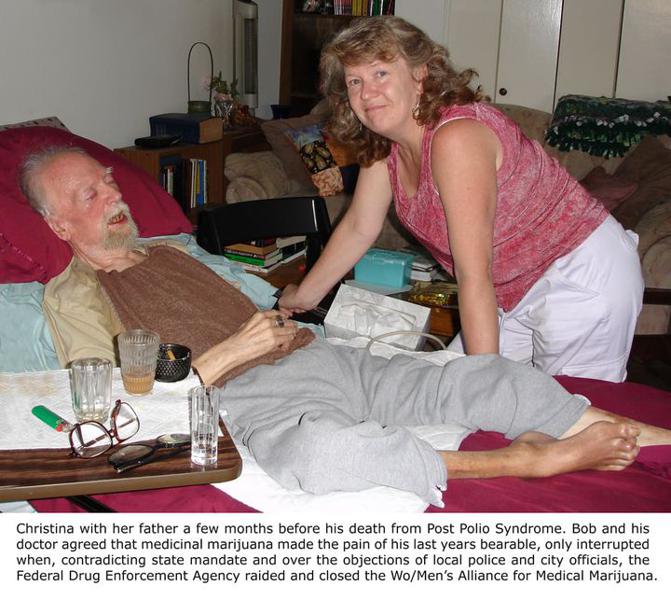 Christina with her father a few months before his death from Post Polio Syndrome. Bob and his
doctor agreed that medicinal marijuana made the pain of his last years bearable, only interrupted
when, contradicting state mandate and over the objections of local police and city officials, the
Federal Drug Enforcement Agency raided and closed the Wo/Men’s Alliance for Medical Marijuana.